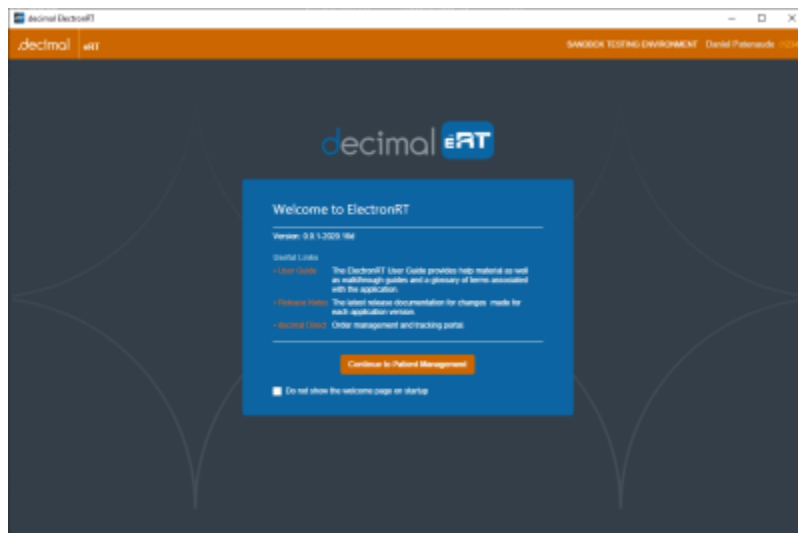 decimal ElectronRT
.decimal eRT
SANDBOX TESTING ENVIRONMENT Daniel Patenaude
decimal eRT
Welcome to ElectronRT
Useful Links
• User Guide The ElectronRT User Guide provides help material as well
as walkthrough guides and a glossary of terms associated
with the application.
• Release Notes The latest release documentation for changes made for
each application version.
• decimal Direct Order management and tracking portal
Continue to Patient Management
Do not show the welcome page on startup